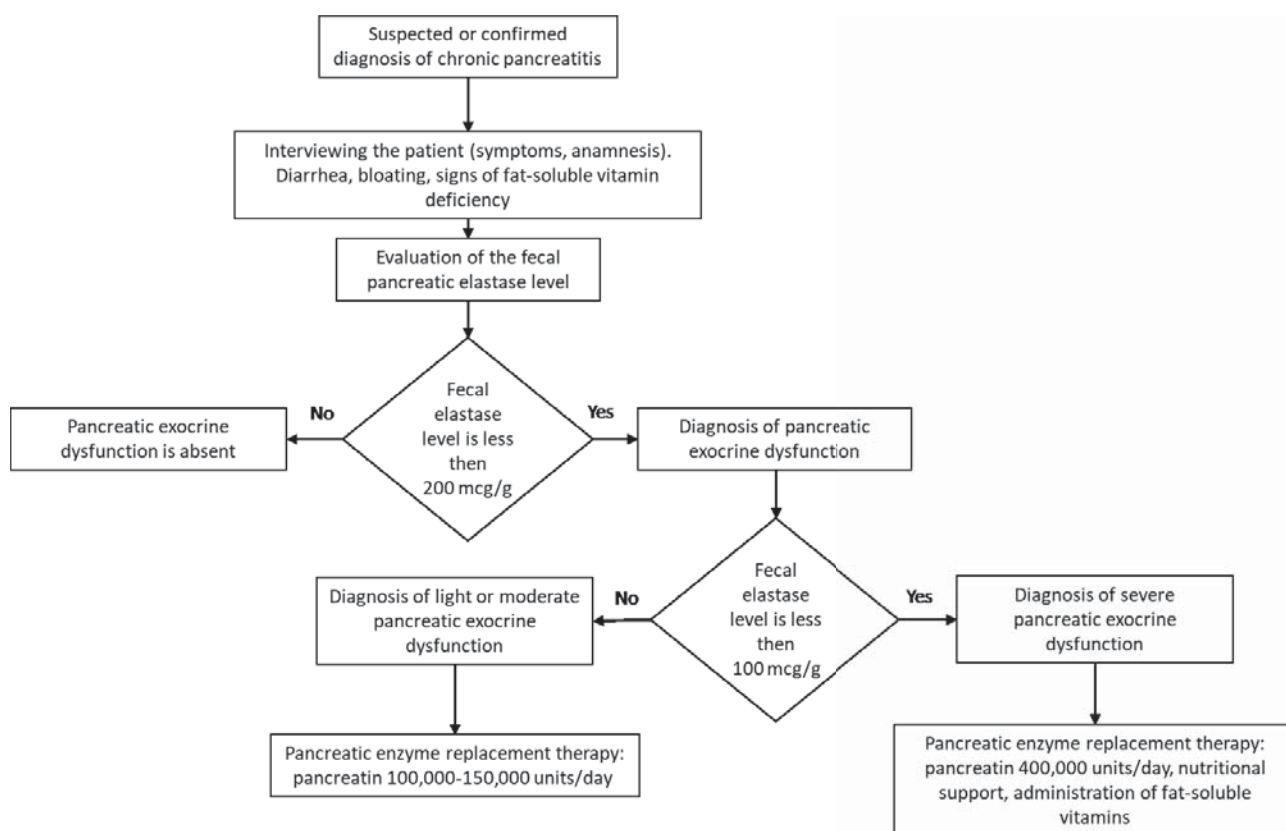 Suspected or confirmed
diagnosis of chronic pancreatitis
Interviewing the patient (symptoms, anamnesis).
Diarrhea, bloating, signs of fat-soluble vitamin
deficiency
Evaluation of the fecal
pancreatic elastase level
Fecal
elastase
level is less
then
200 mcg/g
No
Yes
Pancreatic exocrine
dysfunction is absent
Diagnosis of pancreatic
exocrine dysfunction
Fecal
elastase
level is less
then
100 mcg/g
No
Yes
Diagnosis of light or moderate
pancreatic exocrine
dysfunction
Diagnosis of severe
pancreatic exocrine
dysfunction
Pancreatic enzyme replacement therapy:
pancreatin 100,000-150,000 units/day
Pancreatic enzyme replacement therapy:
pancreatin 400,000 units/day, nutritional
support, administration of fat-soluble
vitamins